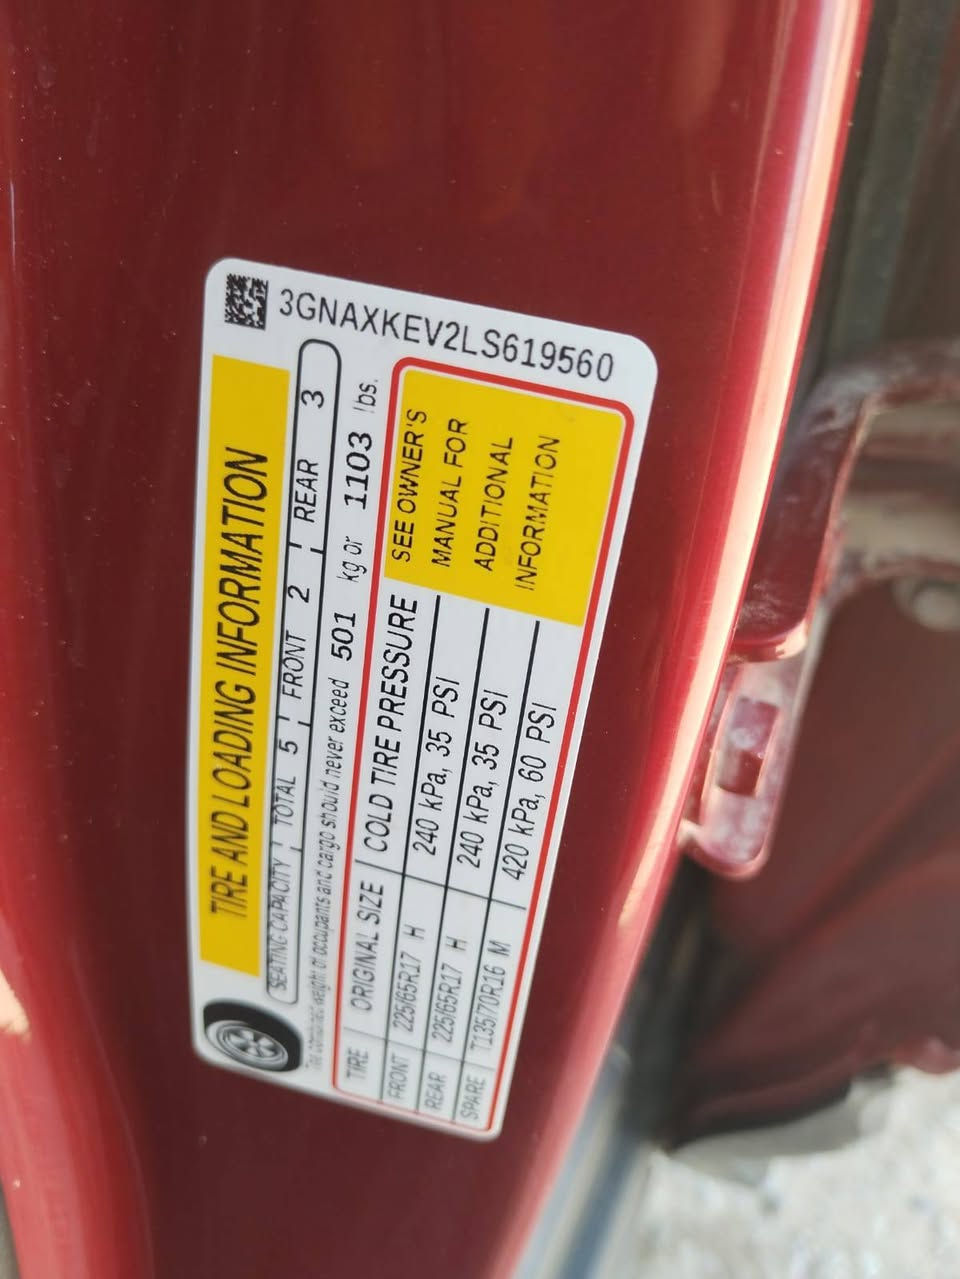 3GNAXKEV2LS619560
TIRE AND LOADING INFORMATION
SEATING CAPACITY TOTAL 5 FRONT 2 REAR 3
The combined weight of occupants and cargo should never exceed 501 kg or 1103 lbs.
TIRE ORIGINAL SIZE COLD TIRE PRESSURE
FRONT 225/65R17 H 240 kPa, 35 PSI
REAR 225/65R17 H 240 kPa, 35 PSI
SPARE T135/70R16 M 420 kPa, 60 PSI
SEE OWNER'S
MANUAL FOR
ADDITIONAL
INFORMATION